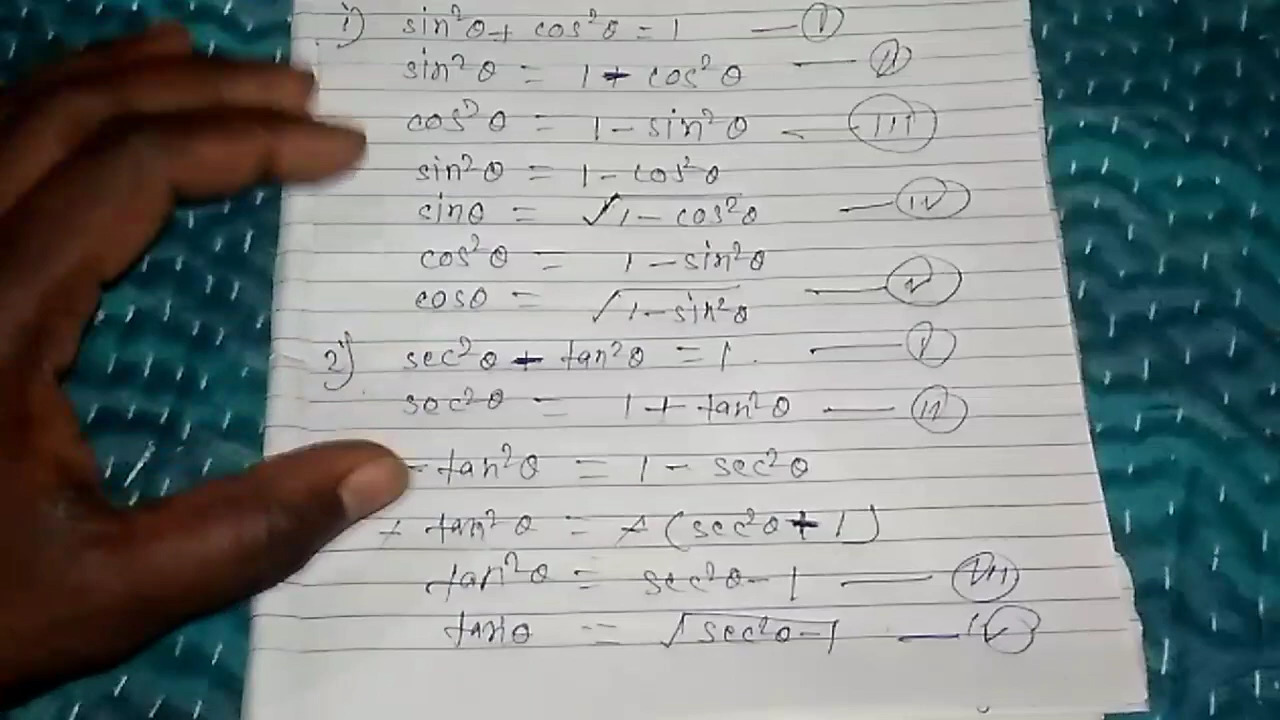 i) sin²θ + cos²θ = 1 — (I)
sin²θ = 1 + cos²θ — (II)
cos²θ = 1 - sin²θ - (III)
sin²θ = 1 - cos²θ
sinθ = √1 - cos²θ — (IV)
cos²θ = 1 - sin²θ
cosθ = √1 - sin²θ — (V)
2) sec²θ + tan²θ = 1. — (I)
sec²θ = 1 + tan²θ — (II)
- tan²θ = 1 - sec²θ
+ tan²θ = + (sec²θ + 1)
tan²θ = sec²θ - 1 —
tanθ = √sec²θ - 1 —